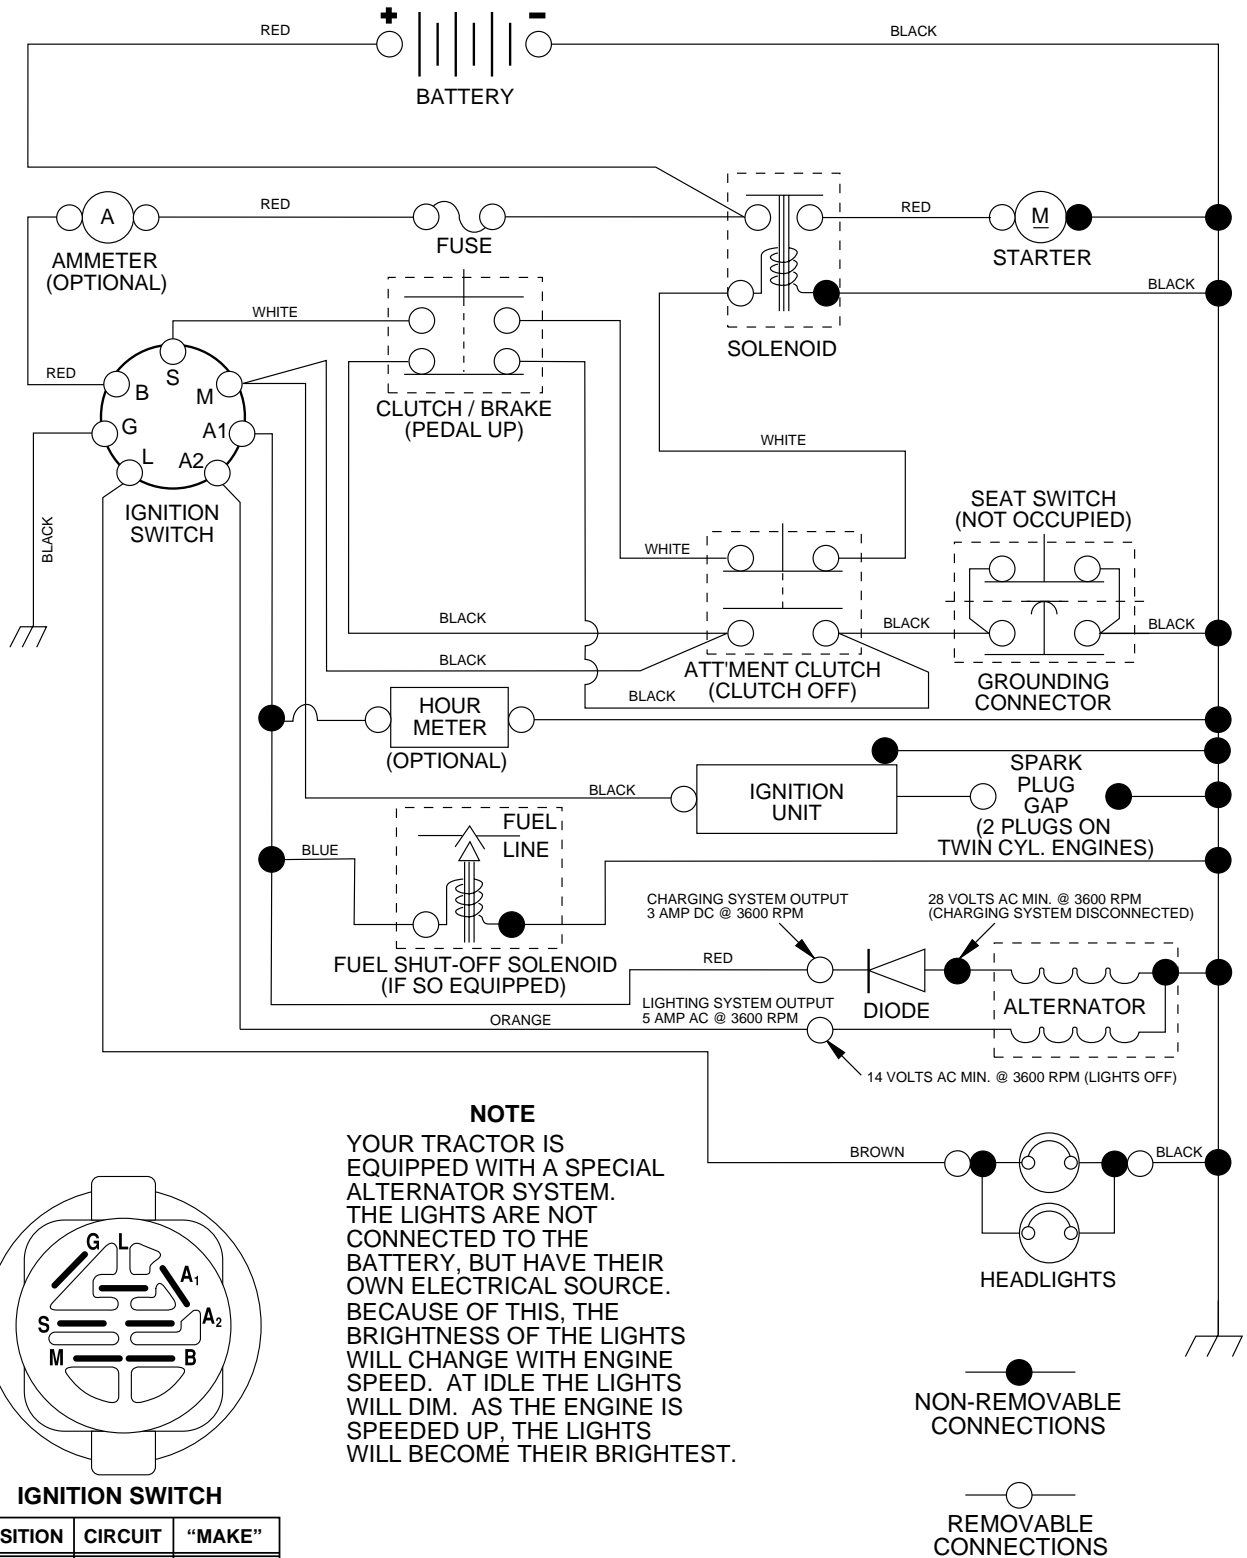 + −
RED
BLACK
BATTERY
A
RED
RED
M
AMMETER
(OPTIONAL)
FUSE
STARTER
BLACK
WHITE
SOLENOID
RED
S
B
M
G
A1
L
A2
CLUTCH / BRAKE
(PEDAL UP)
WHITE
IGNITION
SWITCH
BLACK
SEAT SWITCH
(NOT OCCUPIED)
WHITE
BLACK
BLACK
BLACK
BLACK
ATT'MENT CLUTCH
(CLUTCH OFF)
BLACK
GROUNDING
CONNECTOR
HOUR
METER
(OPTIONAL)
BLACK
IGNITION
UNIT
SPARK
PLUG
GAP
(2 PLUGS ON
TWIN CYL. ENGINES)
FUEL
LINE
BLUE
CHARGING SYSTEM OUTPUT
3 AMP DC @ 3600 RPM
28 VOLTS AC MIN. @ 3600 RPM
(CHARGING SYSTEM DISCONNECTED)
FUEL SHUT-OFF SOLENOID
(IF SO EQUIPPED)
RED
DIODE
ALTERNATOR
LIGHTING SYSTEM OUTPUT
5 AMP AC @ 3600 RPM
ORANGE
14 VOLTS AC MIN. @ 3600 RPM (LIGHTS OFF)
NOTE
YOUR TRACTOR IS
EQUIPPED WITH A SPECIAL
ALTERNATOR SYSTEM.
THE LIGHTS ARE NOT
CONNECTED TO THE
BATTERY, BUT HAVE THEIR
OWN ELECTRICAL SOURCE.
BECAUSE OF THIS, THE
BRIGHTNESS OF THE LIGHTS
WILL CHANGE WITH ENGINE
SPEED. AT IDLE THE LIGHTS
WILL DIM. AS THE ENGINE IS
SPEEDED UP, THE LIGHTS
WILL BECOME THEIR BRIGHTEST.
BROWN
BLACK
HEADLIGHTS
G L
A1
S
A2
M
B
IGNITION SWITCH
SITION CIRCUIT “MAKE”
NON-REMOVABLE
CONNECTIONS
REMOVABLE
CONNECTIONS